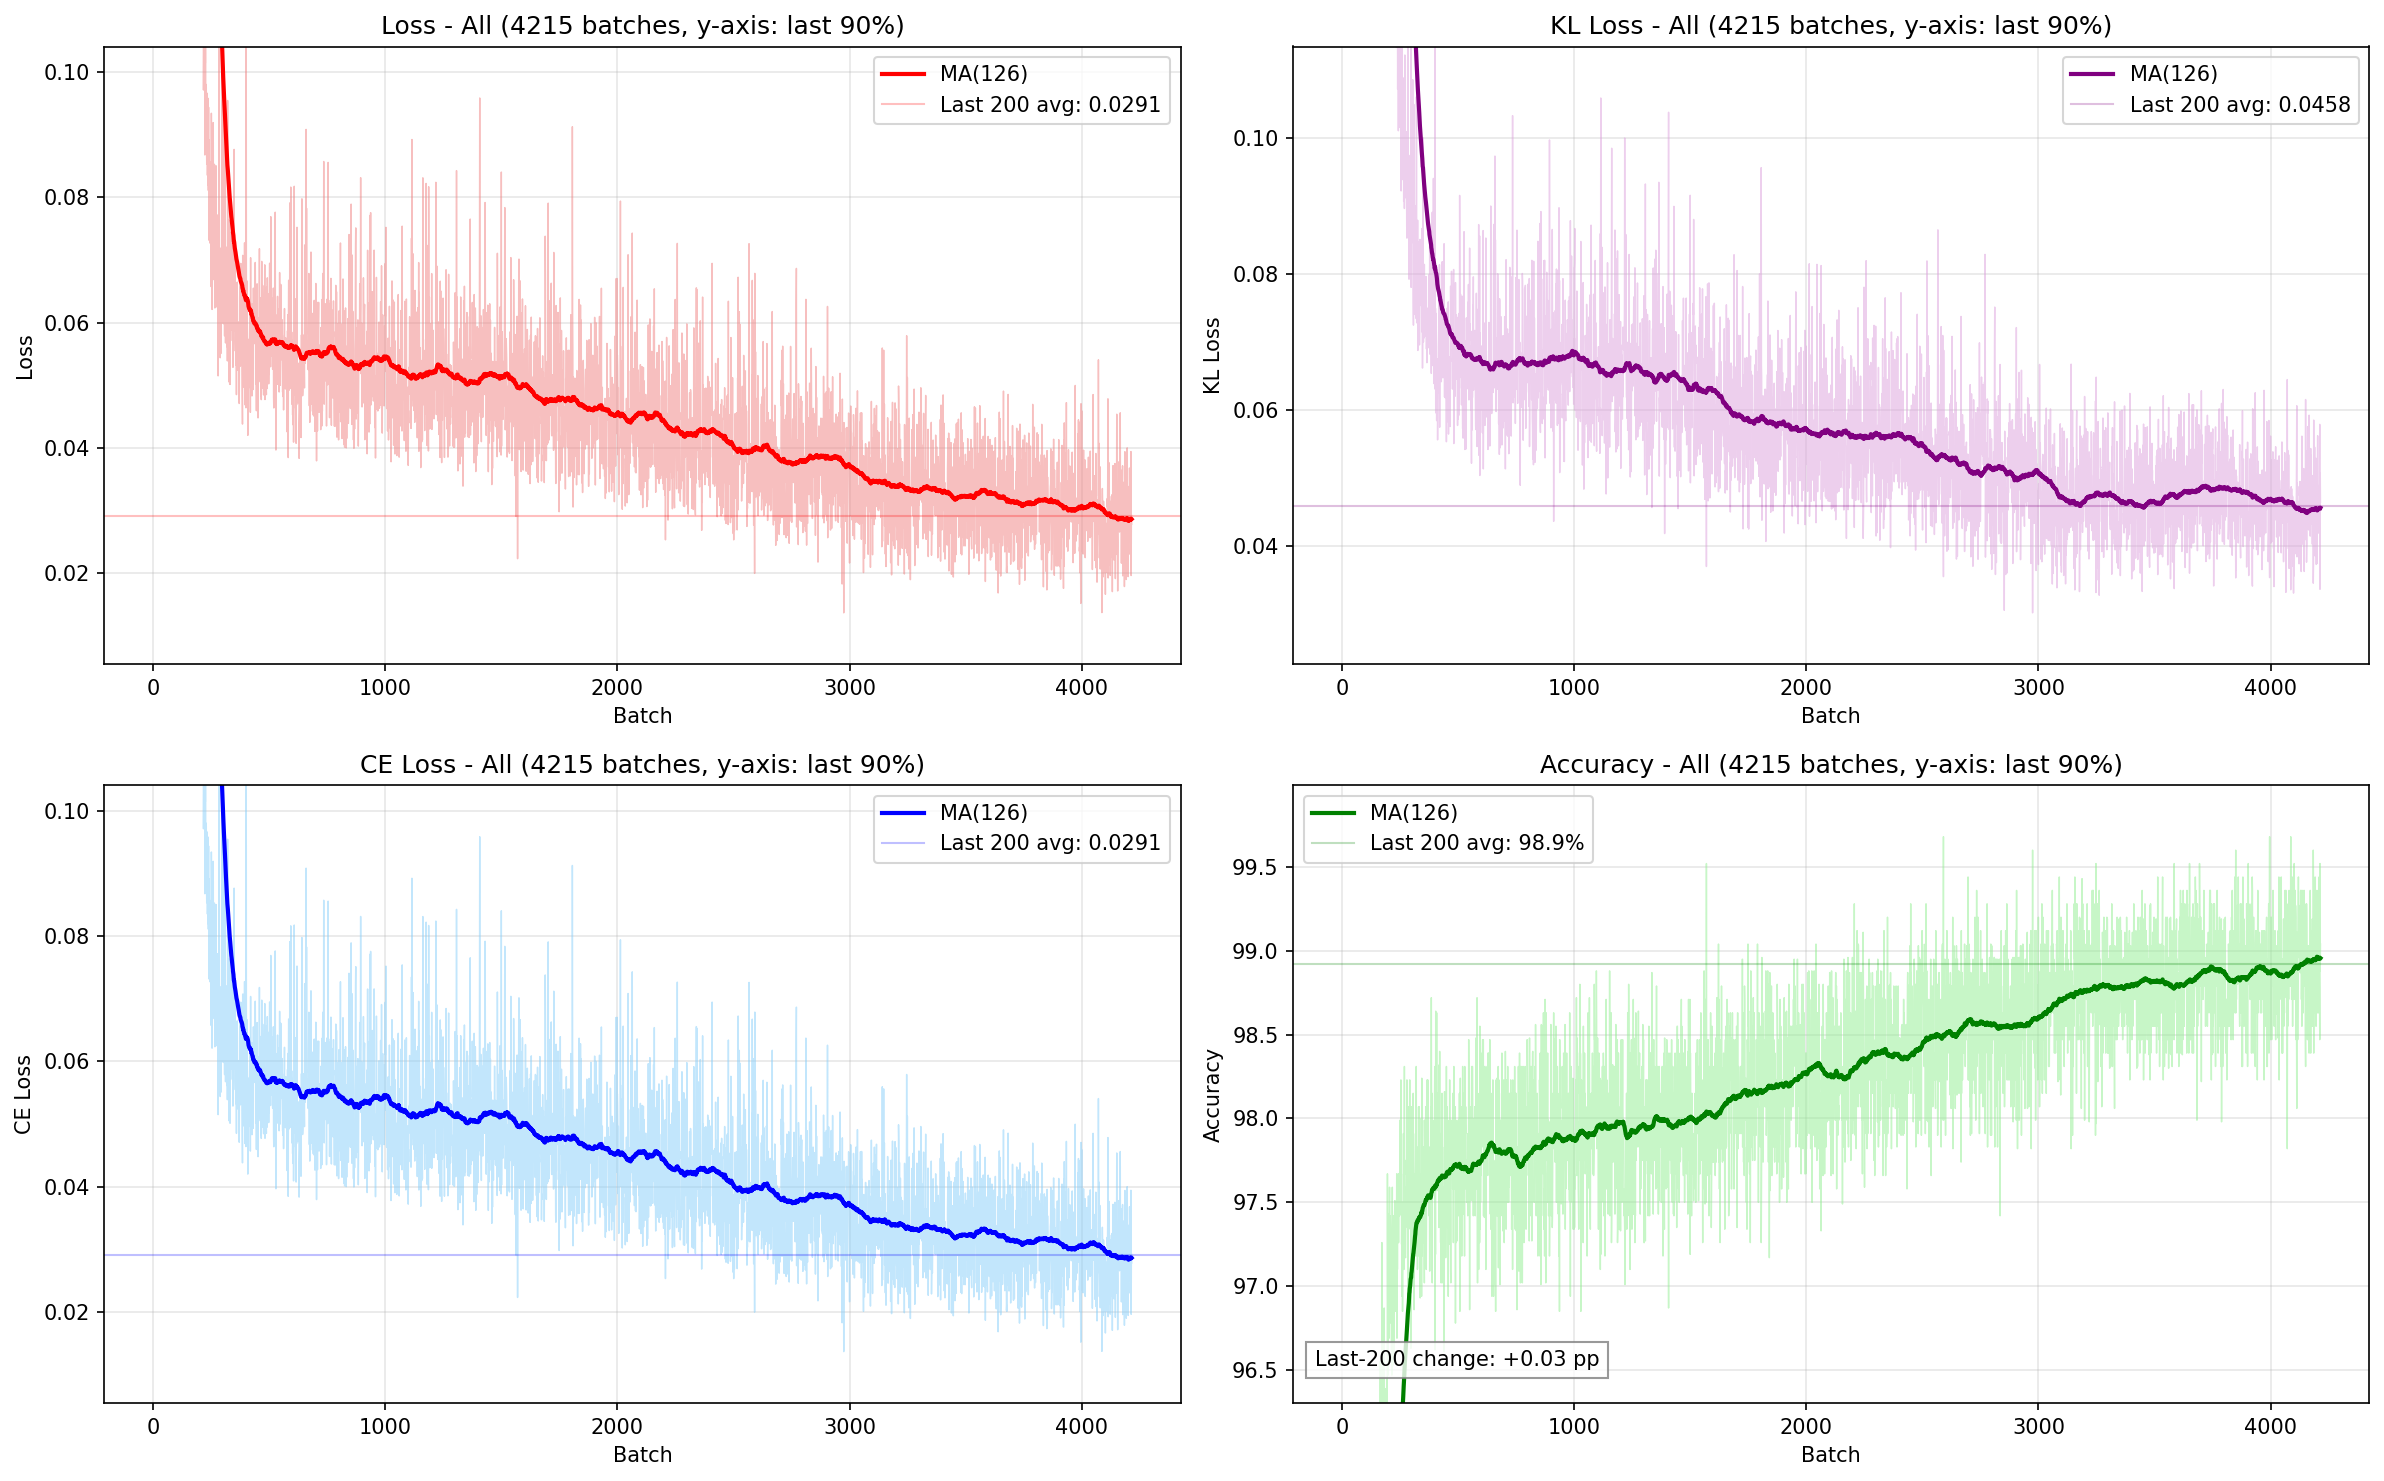 Loss - All (4215 batches, y-axis: last 90%)
MA(126)
Last 200 avg: 0.0291
0.10
0.08
0.06
0.04
0.02
Loss
0
1000
2000
3000
4000
Batch
KL Loss - All (4215 batches, y-axis: last 90%)
MA(126)
Last 200 avg: 0.0458
0.10
0.08
0.06
0.04
KL Loss
0
1000
2000
3000
4000
Batch
CE Loss - All (4215 batches, y-axis: last 90%)
MA(126)
Last 200 avg: 0.0291
0.10
0.08
0.06
0.04
0.02
CE Loss
0
1000
2000
3000
4000
Batch
Accuracy - All (4215 batches, y-axis: last 90%)
MA(126)
Last 200 avg: 98.9%
99.5
99.0
98.5
98.0
97.5
97.0
96.5
Accuracy
Last-200 change: +0.03 pp
0
1000
2000
3000
4000
Batch